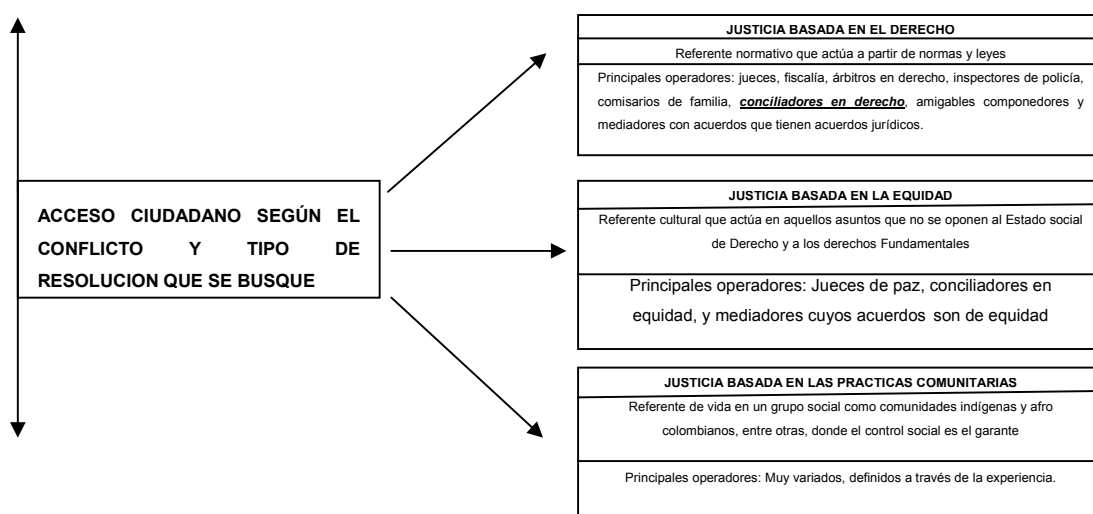 ACCESO CIUDADANO SEGÚN EL
CONFLICTO Y TIPO DE
RESOLUCION QUE SE BUSQUE
JUSTICIA BASADA EN EL DERECHO
Referente normativo que actúa a partir de normas y leyes
Principales operadores: jueces, fiscalía, árbitros en derecho, inspectores de policía,
comisarios de familia, conciliadores en derecho, amigables componedores y
mediadores con acuerdos que tienen acuerdos jurídicos.
JUSTICIA BASADA EN LA EQUIDAD
Referente cultural que actúa en aquellos asuntos que no se oponen al Estado social
de Derecho y a los derechos Fundamentales
Principales operadores: Jueces de paz, conciliadores en
equidad, y mediadores cuyos acuerdos son de equidad
JUSTICIA BASADA EN LAS PRACTICAS COMUNITARIAS
Referente de vida en un grupo social como comunidades indígenas y afro
colombianos, entre otras, donde el control social es el garante
Principales operadores: Muy variados, definidos a través de la experiencia.